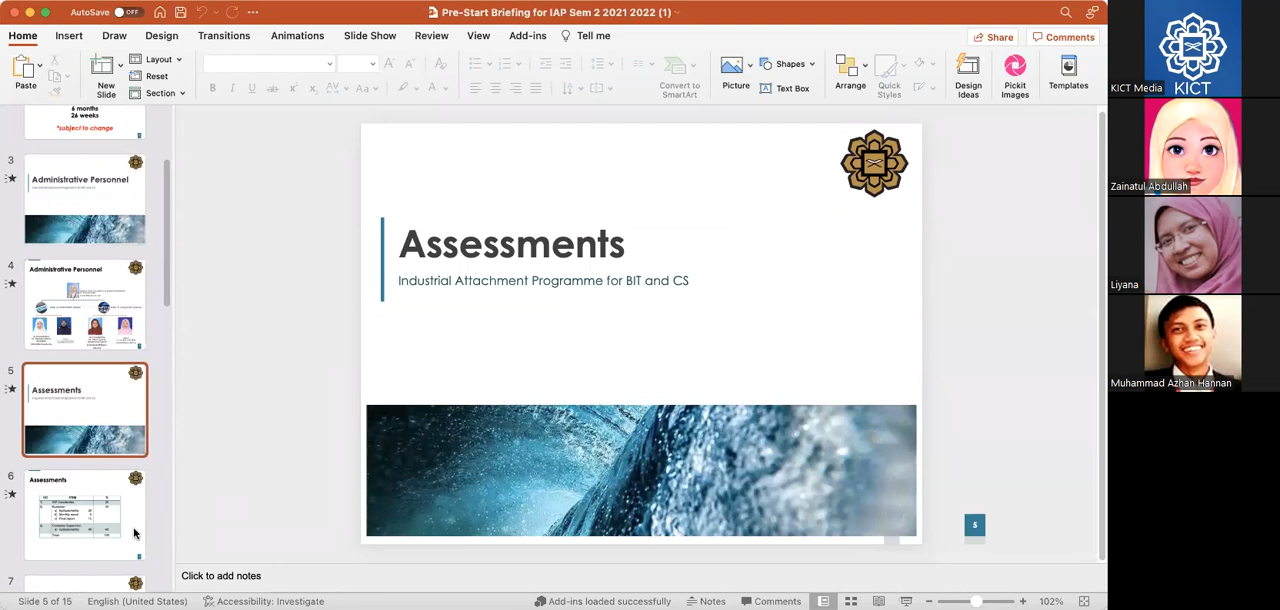 AutoSave OFF
Pre-Start Briefing for IAP Sem 2 2021 2022 (1)
Home Insert Draw Design Transitions Animations Slide Show Review View Add-ins Tell me
Share Comments
Paste
New Slide
Layout
Reset
Section
B I U ab x² x₂ AV Aa A
Convert to SmartArt
Picture
Shapes
Text Box
Arrange
Quick Styles
Design Ideas
Pickit Images
Templates
6 months
26 weeks
*subject to change
3
Administrative Personnel
4
Administrative Personnel
5
Assessments
6
Assessments
7
Assessments
Industrial Attachment Programme for BIT and CS
5
Click to add notes
Slide 5 of 15 English (United States) Accessibility: Investigate Add-ins loaded successfully Notes Comments 102%
KICT
KICT Media
Zainatul Abdullah
Liyana
Muhammad Azhan Hannan